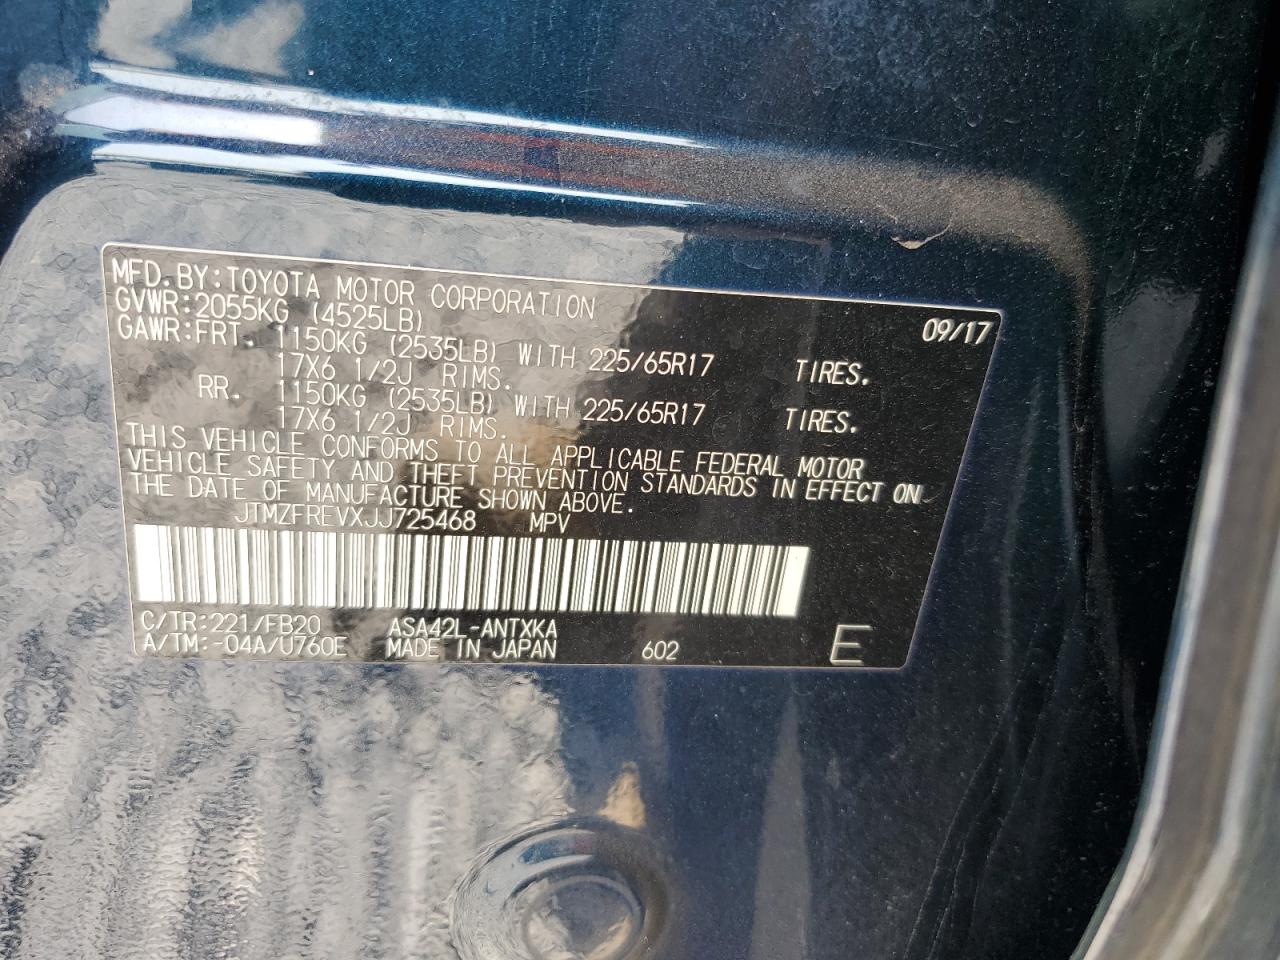 MFD.BY:TOYOTA MOTOR CORPORATION 09/17
GVWR:2055KG (4525LB)
GAWR:FRT. 1150KG (2535LB) WITH 225/65R17 TIRES.
17X6 1/2J RIMS.
RR. 1150KG (2535LB) WITH 225/65R17 TIRES.
17X6 1/2J RIMS.
THIS VEHICLE CONFORMS TO ALL APPLICABLE FEDERAL MOTOR
VEHICLE SAFETY AND THEFT PREVENTION STANDARDS IN EFFECT ON
THE DATE OF MANUFACTURE SHOWN ABOVE.
JTMZFREVXJJ725468 MPV
C/TR:221/FB20 ASA42L-ANTXKA
A/TM:-04A/U760E MADE IN JAPAN 602 E